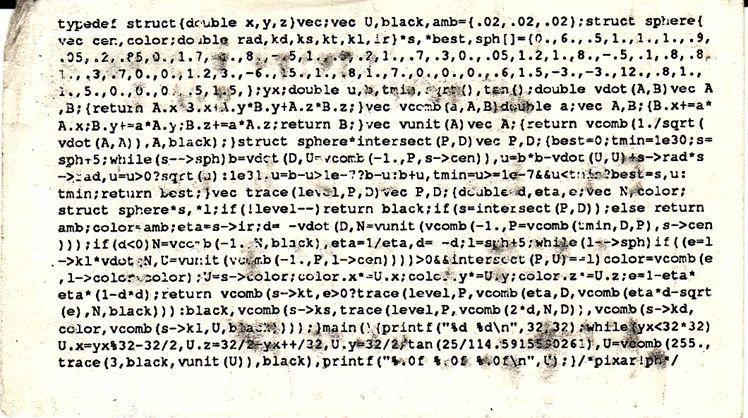 typedef struct{double x,y,z}vec;vec U,black,amb={.02,.02,.02};struct sphere{
vec cen,color;double rad,kd,ks,kt,kl,ir}*s,*best,sph[]={0.,6.,.5,1.,1.,1.,.9,
.05,.2,.85,0.,1.7,-1.,8.,-.5,1.,.5,.2,1.,.7,.3,0.,.05,1.2,1.,8.,-.5,.1,.8,.8,
1.,.3,.7,0.,0.,1.2,3.,-6.,15.,1.,.8,1.,7.,0.,0.,0.,.6,1.5,-3.,-3.,12.,.8,1.,
1.,5.,0.,0.,0.,.5,1.5,};yx;double u,b,tmin,sqrt(),tan();double vdot(A,B)vec A
,B;{return A.x*B.x+A.y*B.y+A.z*B.z;}vec vcomb(a,A,B)double a;vec A,B;{B.x+=a*
A.x;B.y+=a*A.y;B.z+=a*A.z;return B;}vec vunit(A)vec A;{return vcomb(1./sqrt(
vdot(A,A)),A,black);}struct sphere*intersect(P,D)vec P,D;{best=0;tmin=1e30;s=
sph+5;while(s-->sph)b=vdot(D,U=vcomb(-1.,P,s->cen)),u=b*b-vdot(U,U)+s->rad*s
->rad,u=u>0?sqrt(u):1e31,u=b-u>1e-7?b-u:b+u,tmin=u>=1e-7&&u<tmin?best=s,u:
tmin;return best;}vec trace(level,P,D)vec P,D;{double d,eta,e;vec N,color;
struct sphere*s,*l;if(!level--)return black;if(s=intersect(P,D));else return
amb;color=amb;eta=s->ir;d= -vdot(D,N=vunit(vcomb(-1.,P=vcomb(tmin,D,P),s->cen
)));if(d<0)N=vcomb(-1.,N,black),eta=1/eta,d= -d;l=sph+5;while(l-->sph)if((e=l
->kl*vdot(N,U=vunit(vcomb(-1.,P,l->cen))))>0&&intersect(P,U)==l)color=vcomb(e
,l->color,color);U=s->color;color.x*=U.x;color.y*=U.y;color.z*=U.z;e=1-eta*
eta*(1-d*d);return vcomb(s->kt,e>0?trace(level,P,vcomb(eta,D,vcomb(eta*d-sqrt
(e),N,black))):black,vcomb(s->ks,trace(level,P,vcomb(2*d,N,D)),vcomb(s->kd,
color,vcomb(s->kl,U,black))));}main(){printf("%d %d\n",32,32);while(yx<32*32)
U.x=yx%32-32/2,U.z=32/2-yx++/32,U.y=32/2/tan(25/114.5915590261),U=vcomb(255.,
trace(3,black,vunit(U)),black),printf("%.0f %.0f %.0f\n",U);}/*pixar!ph*/